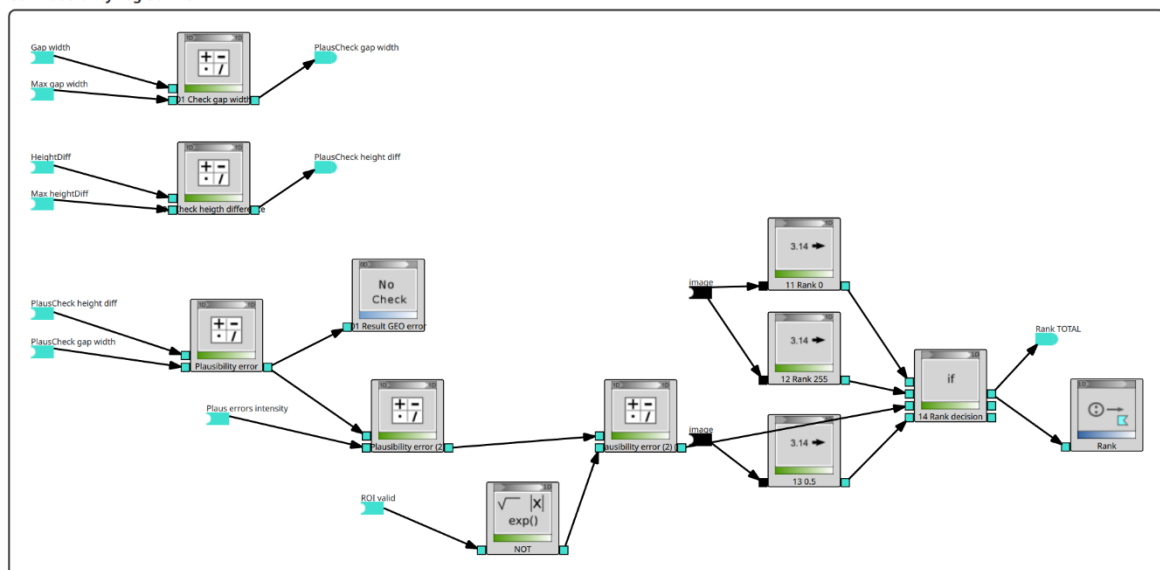 Gap width
Max gap width
01 Check gap width
PlausCheck gap width
HeightDiff
Max heightDiff
Check heigth difference
PlausCheck height diff
PlausCheck height diff
PlausCheck gap width
Plausibility error
No
Check
01 Result GEO error
Plaus errors intensity
Plausibility error (2)
ROI valid
√ |X|
exp()
NOT
ausibility error (2)
image
3.14
11 Rank 0
3.14
12 Rank 255
image
3.14
13 0.5
if
14 Rank decision
Rank TOTAL
Rank